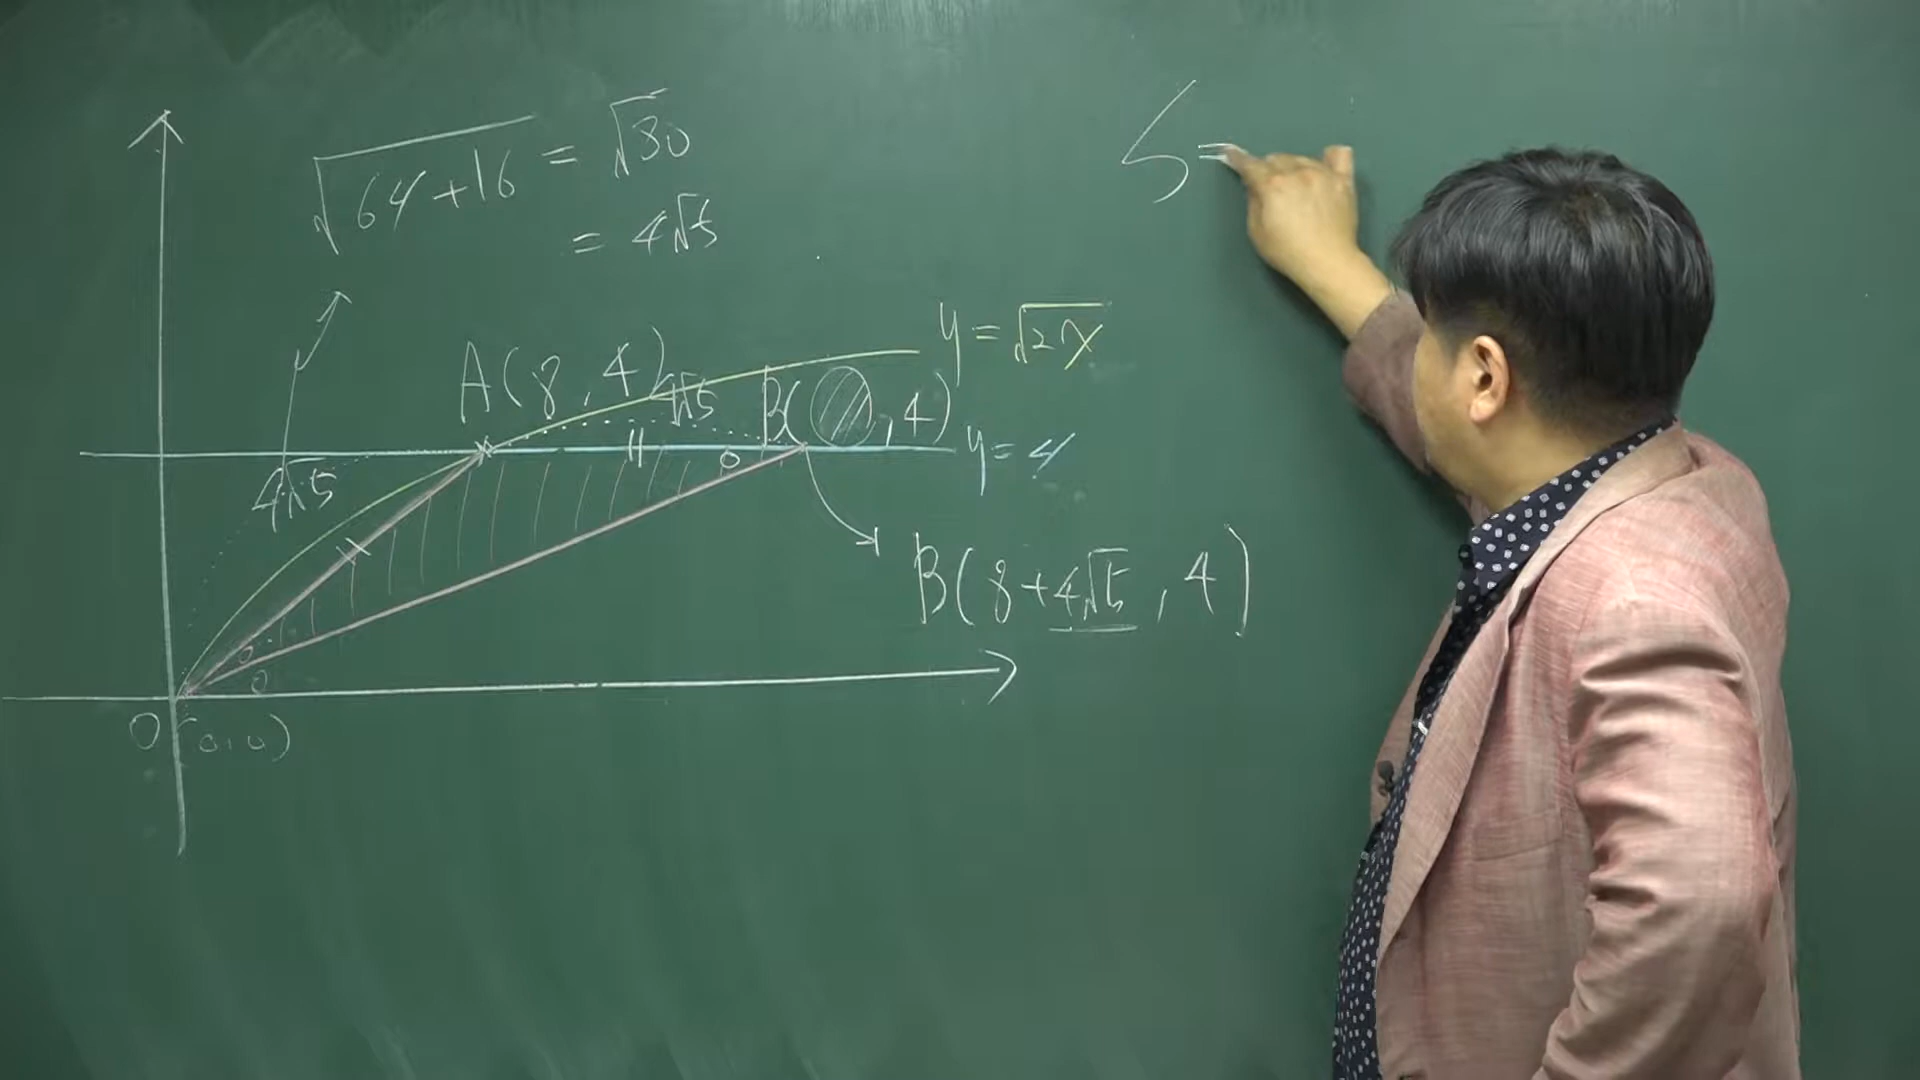 √64+16 = √30
= 4√5
S=
y=√2x
A(8,4)
4√5
B( ,4)
y=4
4√5
B(8+4√5,4)
O(0,0)